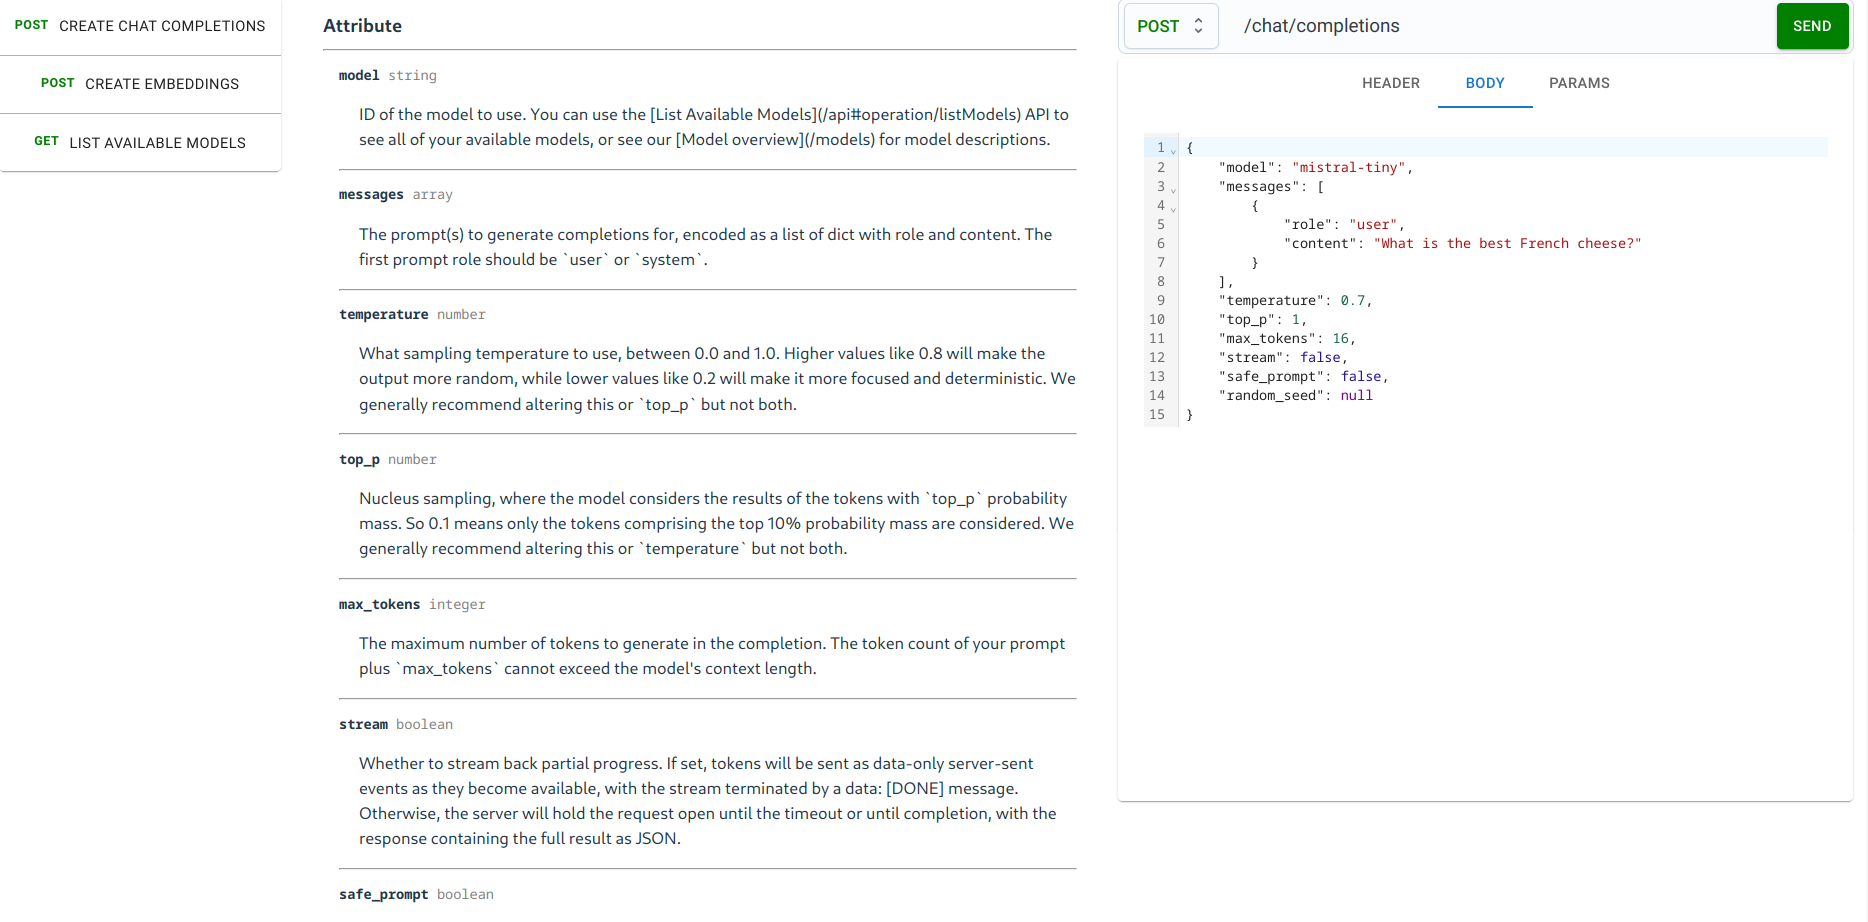 POST CREATE CHAT COMPLETIONS
POST CREATE EMBEDDINGS
GET LIST AVAILABLE MODELS
Attribute
model string
ID of the model to use. You can use the [List Available Models](/api#operation/listModels) API to
see all of your available models, or see our [Model overview](/models) for model descriptions.
messages array
The prompt(s) to generate completions for, encoded as a list of dict with role and content. The
first prompt role should be `user` or `system`.
temperature number
What sampling temperature to use, between 0.0 and 1.0. Higher values like 0.8 will make the
output more random, while lower values like 0.2 will make it more focused and deterministic. We
generally recommend altering this or `top_p` but not both.
top_p number
Nucleus sampling, where the model considers the results of the tokens with `top_p` probability
mass. So 0.1 means only the tokens comprising the top 10% probability mass are considered. We
generally recommend altering this or `temperature` but not both.
max_tokens integer
The maximum number of tokens to generate in the completion. The token count of your prompt
plus `max_tokens` cannot exceed the model's context length.
stream boolean
Whether to stream back partial progress. If set, tokens will be sent as data-only server-sent
events as they become available, with the stream terminated by a data: [DONE] message.
Otherwise, the server will hold the request open until the timeout or until completion, with the
response containing the full result as JSON.
safe_prompt boolean
POST /chat/completions SEND
HEADER BODY PARAMS
1 {
2     "model": "mistral-tiny",
3     "messages": [
4         {
5             "role": "user",
6             "content": "What is the best French cheese?"
7         }
8     ],
9     "temperature": 0.7,
10     "top_p": 1,
11     "max_tokens": 16,
12     "stream": false,
13     "safe_prompt": false,
14     "random_seed": null
15 }